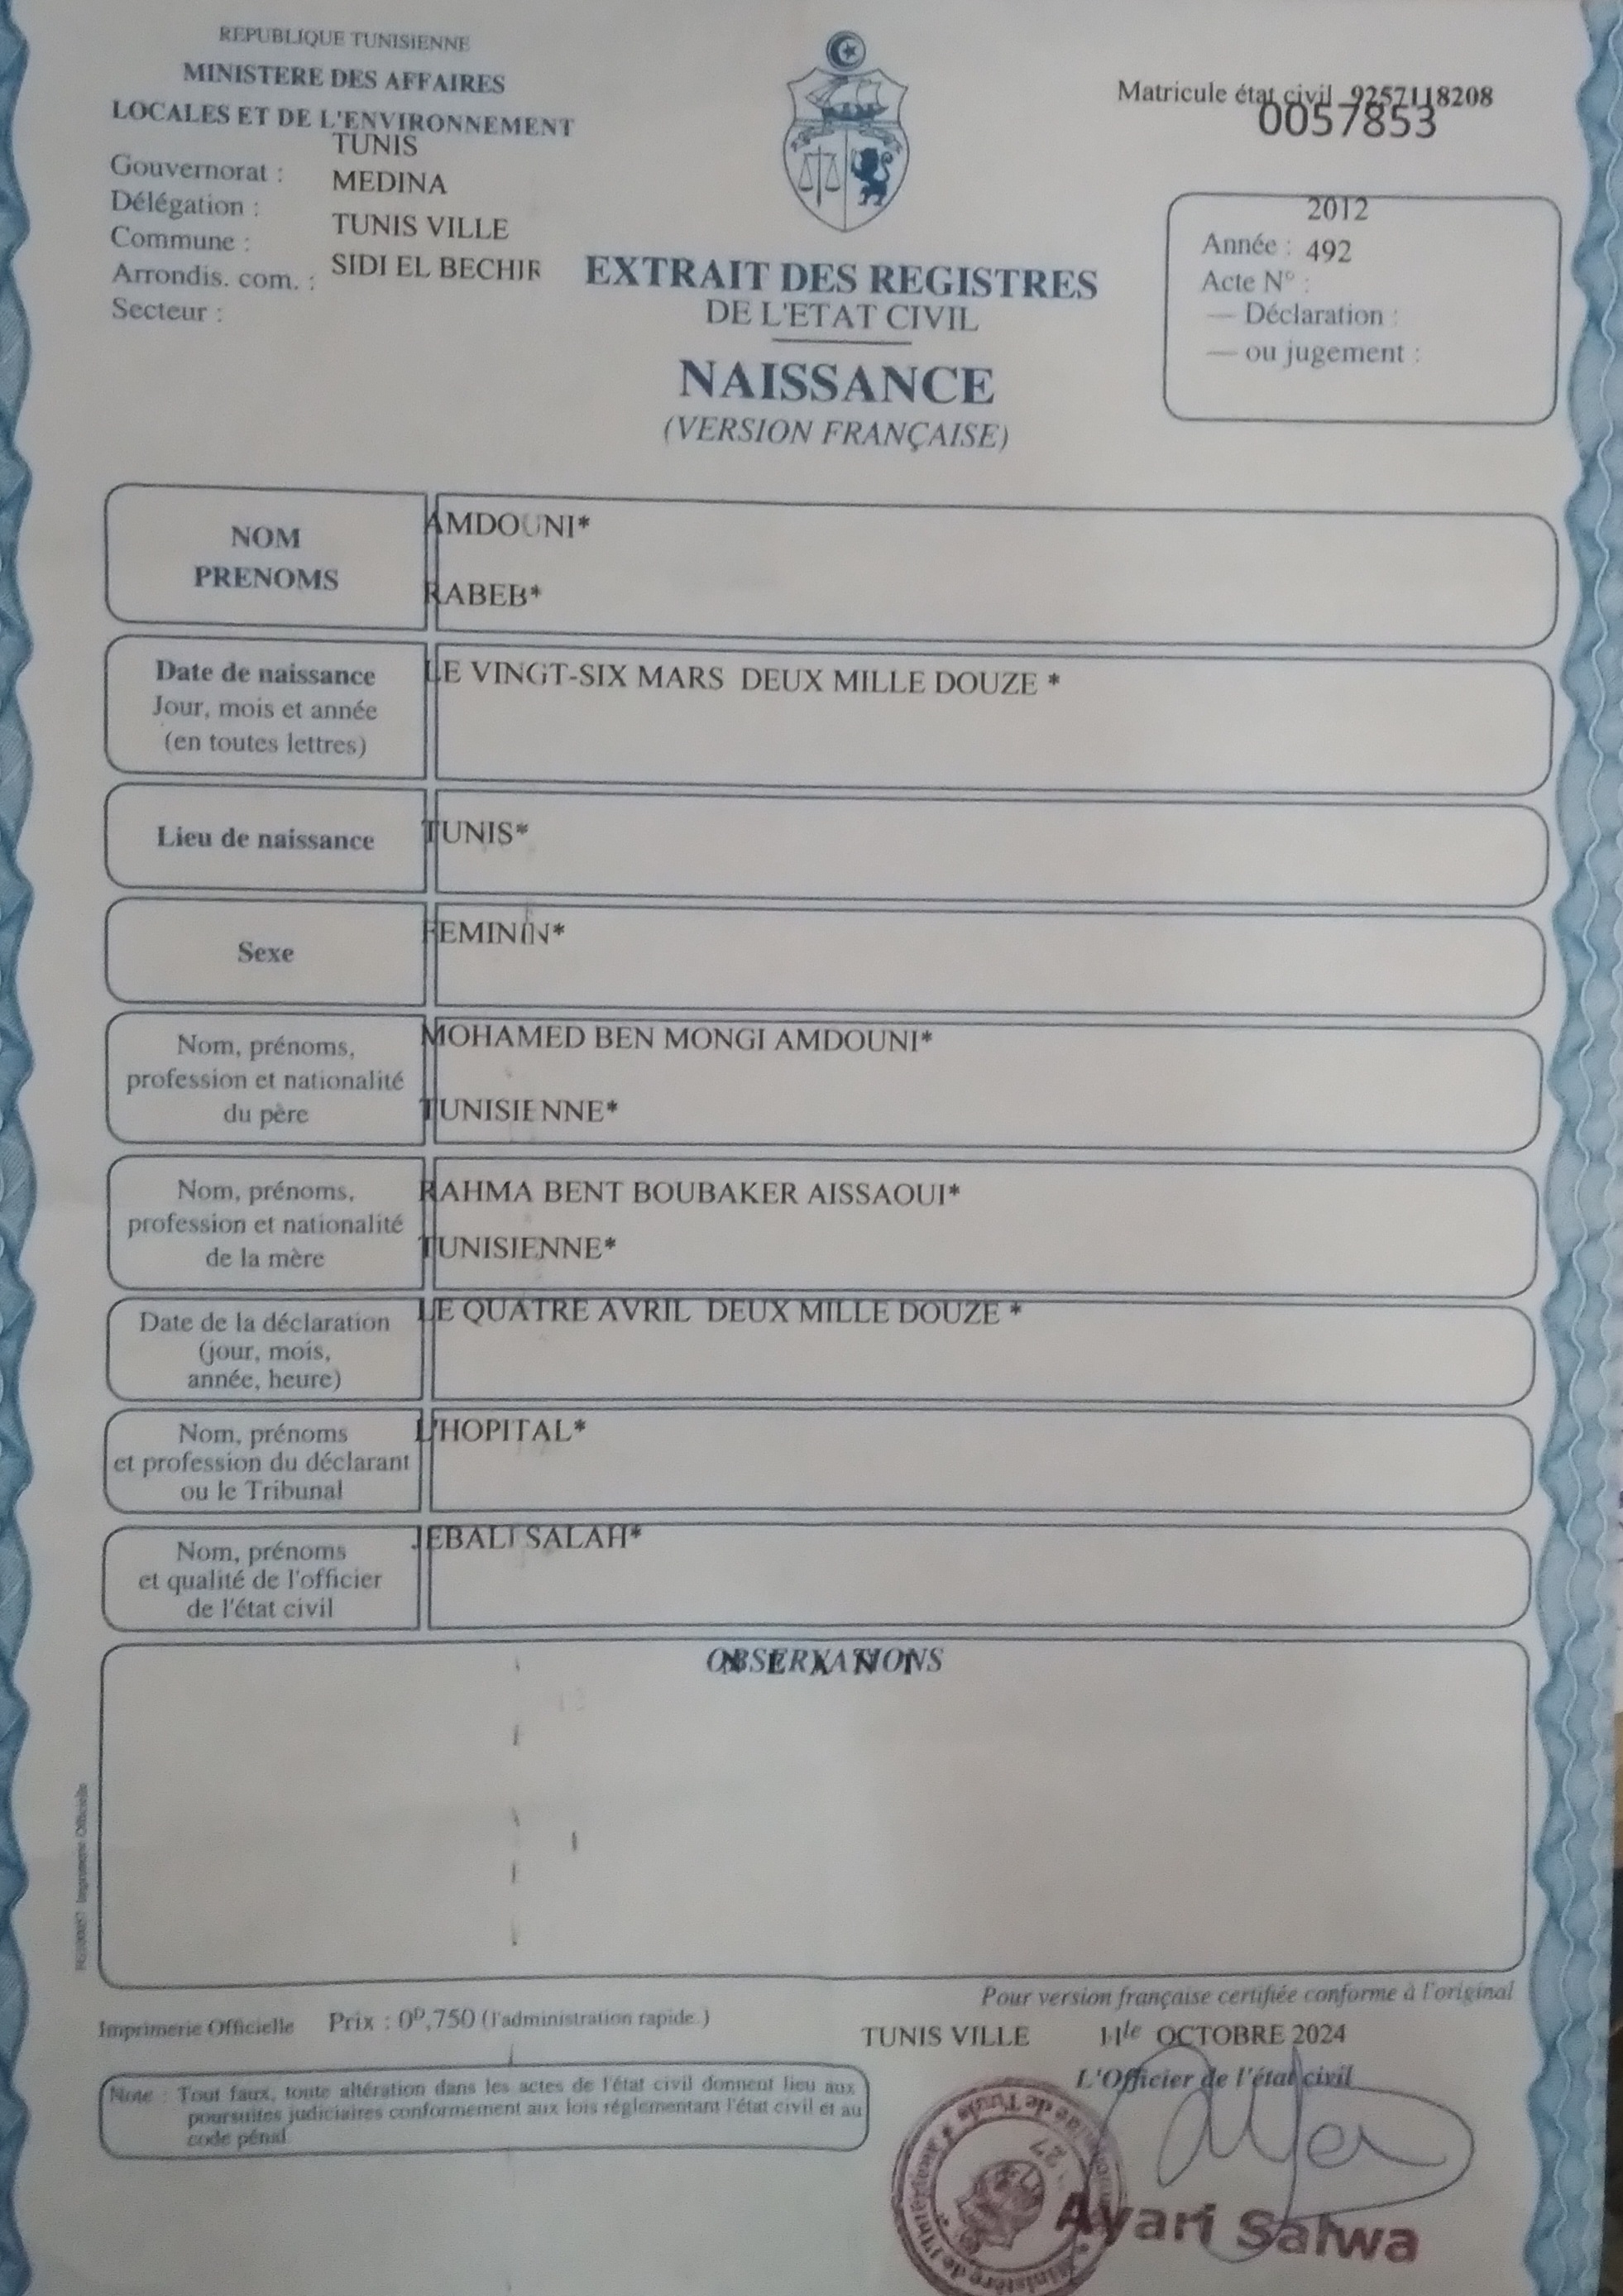 REPUBLIQUE TUNISIENNE
MINISTERE DES AFFAIRES
LOCALES ET DE L'ENVIRONNEMENT
Gouvernorat : TUNIS
Délégation : MEDINA
Commune : TUNIS VILLE
Arrondis. com. : SIDI EL BECHIR
Secteur :
Matricule état civil 9257118208
0057853
2012
Année : 492
Acte N° :
— Déclaration :
— ou jugement :
EXTRAIT DES REGISTRES
DE L'ETAT CIVIL
NAISSANCE
(VERSION FRANÇAISE)
NOM
PRENOMS
AMDOUNI*
RABEB*
Date de naissance
Jour, mois et année
(en toutes lettres)
LE VINGT-SIX MARS DEUX MILLE DOUZE *
Lieu de naissance
TUNIS*
Sexe
FEMININ*
Nom, prénoms,
profession et nationalité
du père
MOHAMED BEN MONGI AMDOUNI*
TUNISIENNE*
Nom, prénoms,
profession et nationalité
de la mère
RAHMA BENT BOUBAKER AISSAOUI*
TUNISIENNE*
Date de la déclaration
(jour, mois,
année, heure)
LE QUATRE AVRIL DEUX MILLE DOUZE *
Nom, prénoms
et profession du déclarant
ou le Tribunal
L'HOPITAL*
Nom, prénoms
et qualité de l'officier
de l'état civil
JEBALI SALAH*
OBSERVATIONS
N E A N T
Imprimerie Officielle
Pour version française certifiée conforme à l'original
Imprimerie Officielle Prix : 0ᴰ,750 (l'administration rapide.)
TUNIS VILLE 11 le OCTOBRE 2024
L'Officier de l'état civil
Note : Tout faux, toute altération dans les actes de l'état civil donnent lieu aux
poursuites judiciaires conformement aux lois réglementant l'état civil et au
code pénal
Ayari Salwa